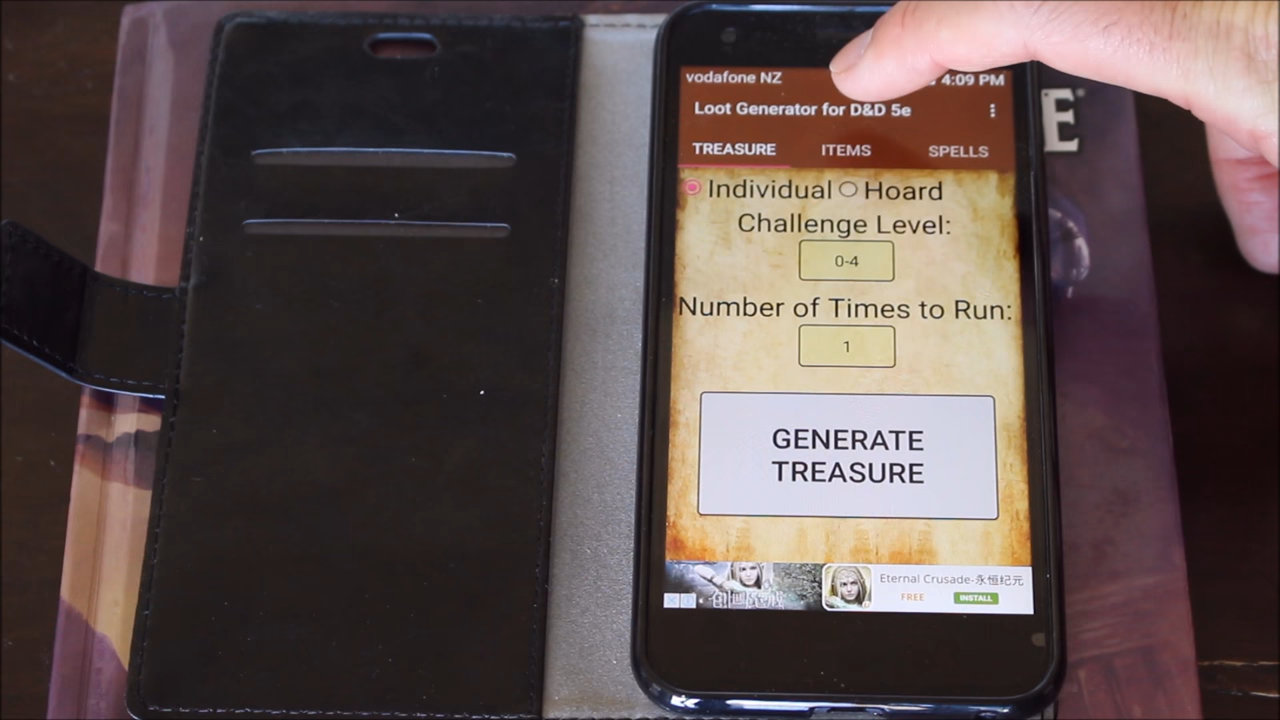 vodafone NZ
4:09 PM
Loot Generator for D&D 5e
TREASURE
ITEMS
SPELLS
Individual
Hoard
Challenge Level:
0-4
Number of Times to Run:
1
GENERATE
TREASURE
Eternal Crusade-永恒纪元
FREE
INSTALL
E